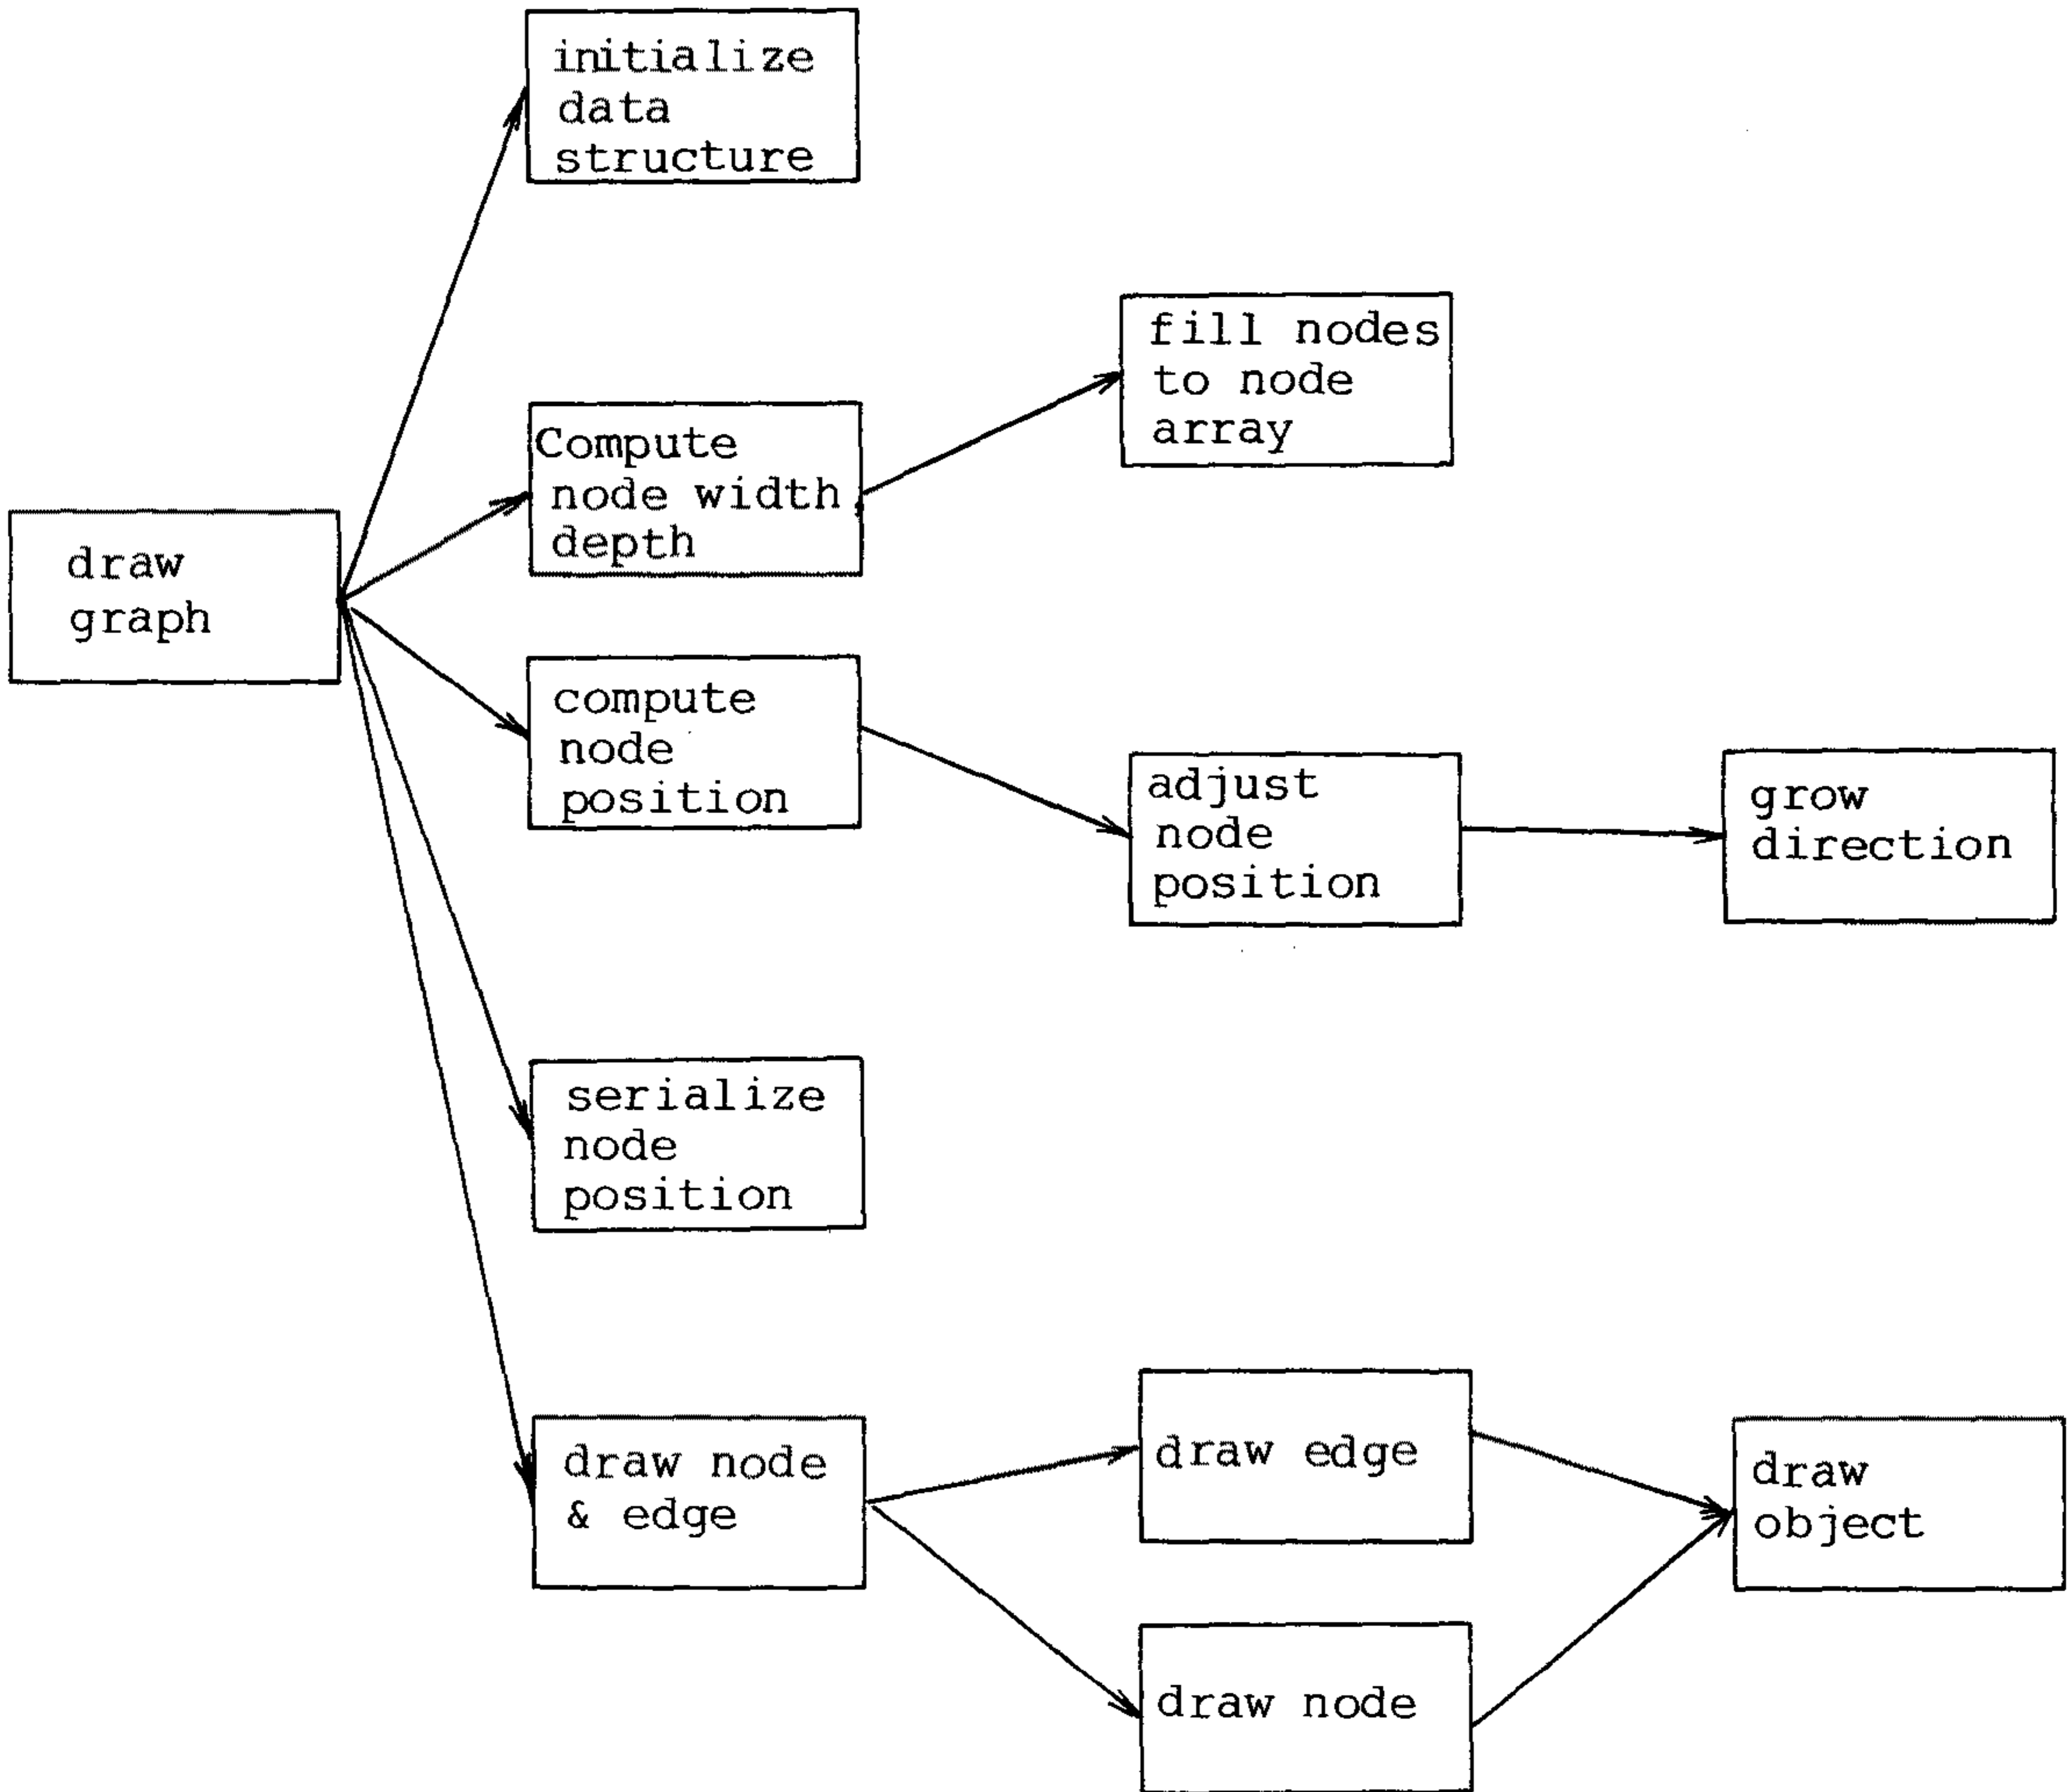 initialize
data
structure
fill nodes
to node
array
Compute
node width
depth
draw
graph
compute
node
position
adjust
node
position
grow
direction
serialize
node
position
draw node
& edge
draw edge
draw
object
draw node